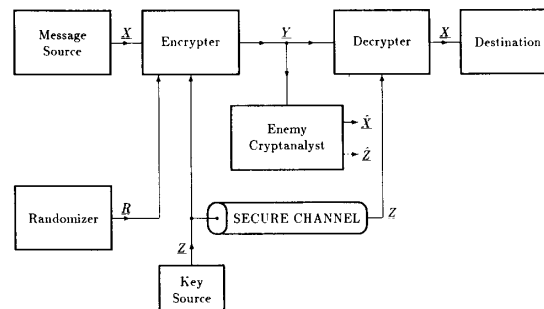 Message
Source
X
Encrypter
Y
Decrypter
X
Destination
Enemy
Cryptanalyst
X̂
Ẑ
Randomizer
R
SECURE CHANNEL
Z
Z
Key
Source